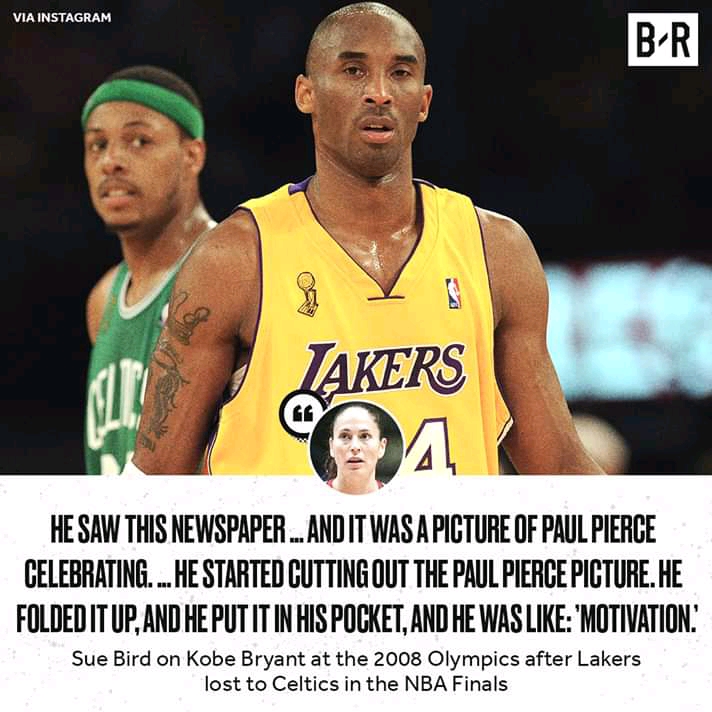 VIA INSTAGRAM
B-R
CELTIC
LAKERS
4
HE SAW THIS NEWSPAPER ... AND IT WAS A PICTURE OF PAUL PIERCE
CELEBRATING. ... HE STARTED CUTTING OUT THE PAUL PIERCE PICTURE. HE
FOLDED IT UP, AND HE PUT IT IN HIS POCKET, AND HE WAS LIKE: 'MOTIVATION.'
Sue Bird on Kobe Bryant at the 2008 Olympics after Lakers
lost to Celtics in the NBA Finals